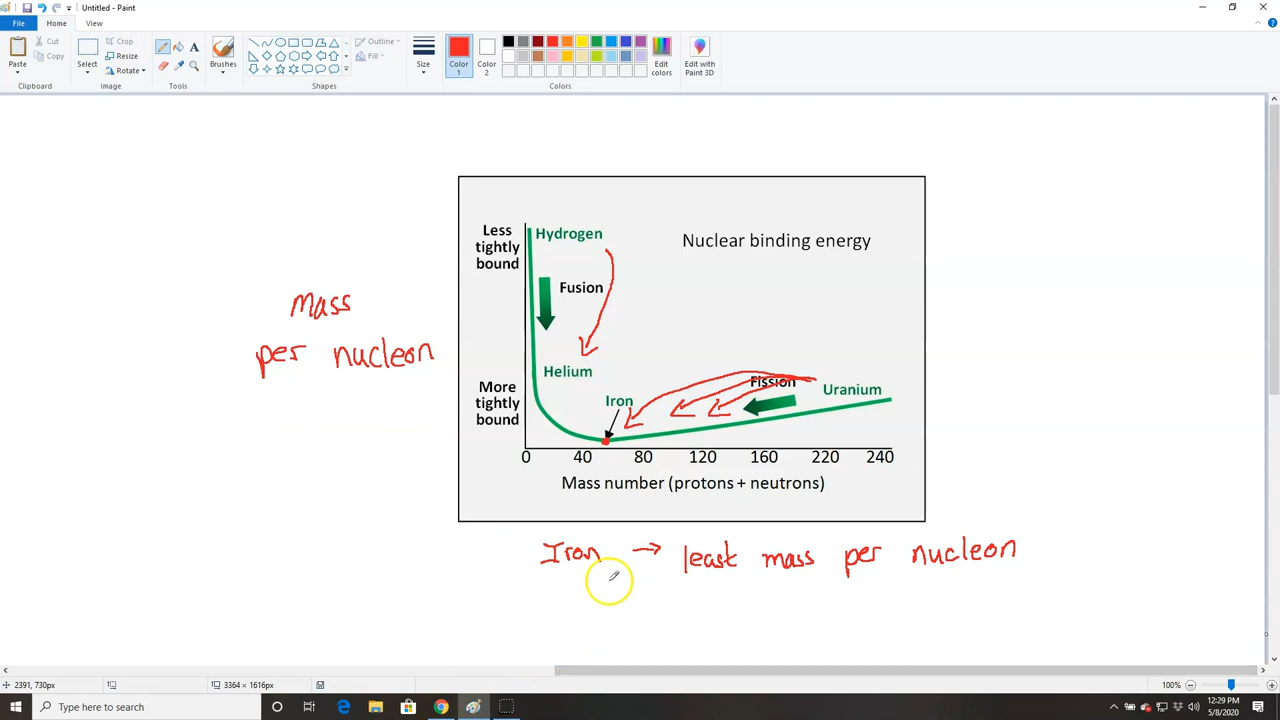 Untitled - Paint
File Home View
Paste
Cut
Copy
Clipboard
Select
Crop
Resize
Rotate
Image
Tools
Brushes
Shapes
Outline
Fill
Size
Color 1
Color 2
Edit colors
Edit with Paint 3D
Colors
Less
tightly
bound
Hydrogen
Nuclear binding energy
Fusion
Mass
per nucleon
Helium
More
tightly
bound
Fission
Uranium
Iron
0 40 80 120 160 220 240
Mass number (protons + neutrons)
Iron → least mass per nucleon
2391, 730px
3364 × 1616px
100%
Type here to search
12:29 PM
5/8/2020